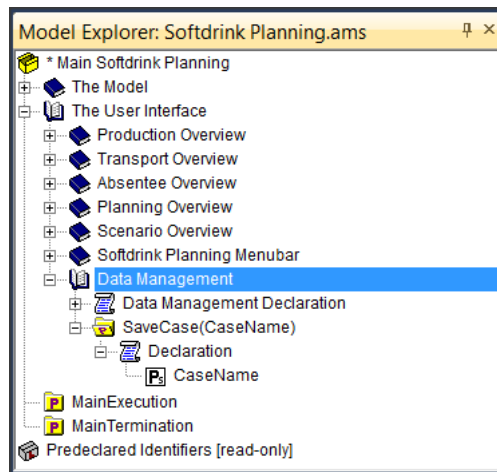 Model Explorer: Softdrink Planning.ams
* Main Softdrink Planning
The Model
The User Interface
Production Overview
Transport Overview
Absentee Overview
Planning Overview
Scenario Overview
Softdrink Planning Menubar
Data Management
Data Management Declaration
P SaveCase(CaseName)
Declaration
Ps CaseName
P MainExecution
P MainTermination
Predeclared Identifiers [read-only]